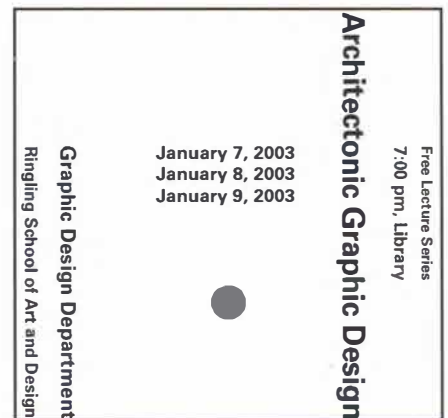 Free Lecture Series
7:00 pm, Library
Architectonic Graphic Design
January 7, 2003
January 8, 2003
January 9, 2003
Graphic Design Department
Ringling School of Art and Design